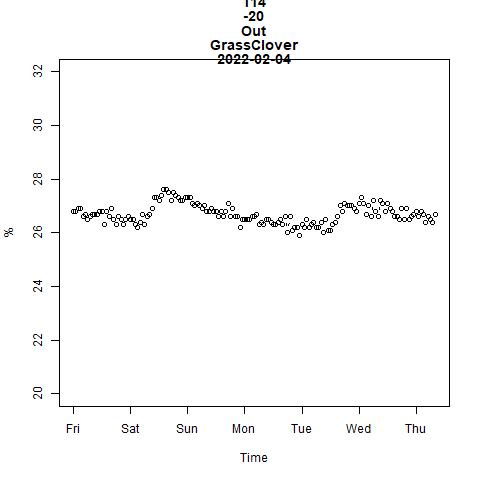 114
-20
Out
GrassClover
2022-02-04
32
30
28
26
24
22
20
%
Fri
Sat
Sun
Mon
Tue
Wed
Thu
Time